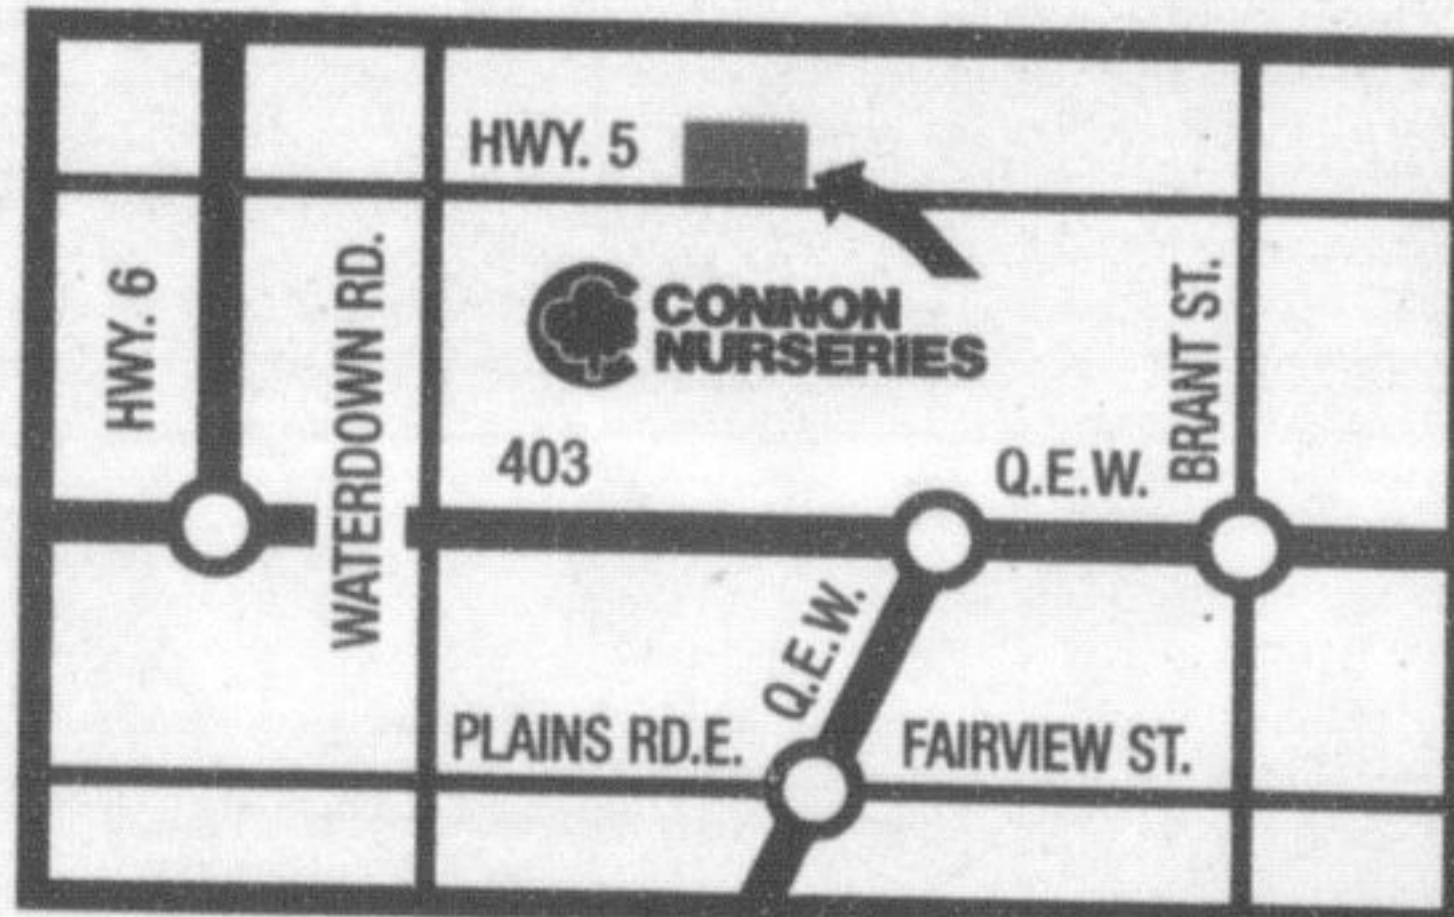 HWY. 5
HWY. 6
WATERDOWN RD.
CONNON
NURSERIES
BRANT ST.
403
Q.E.W.
Q.E.W.
PLAINS RD.E.
FAIRVIEW ST.